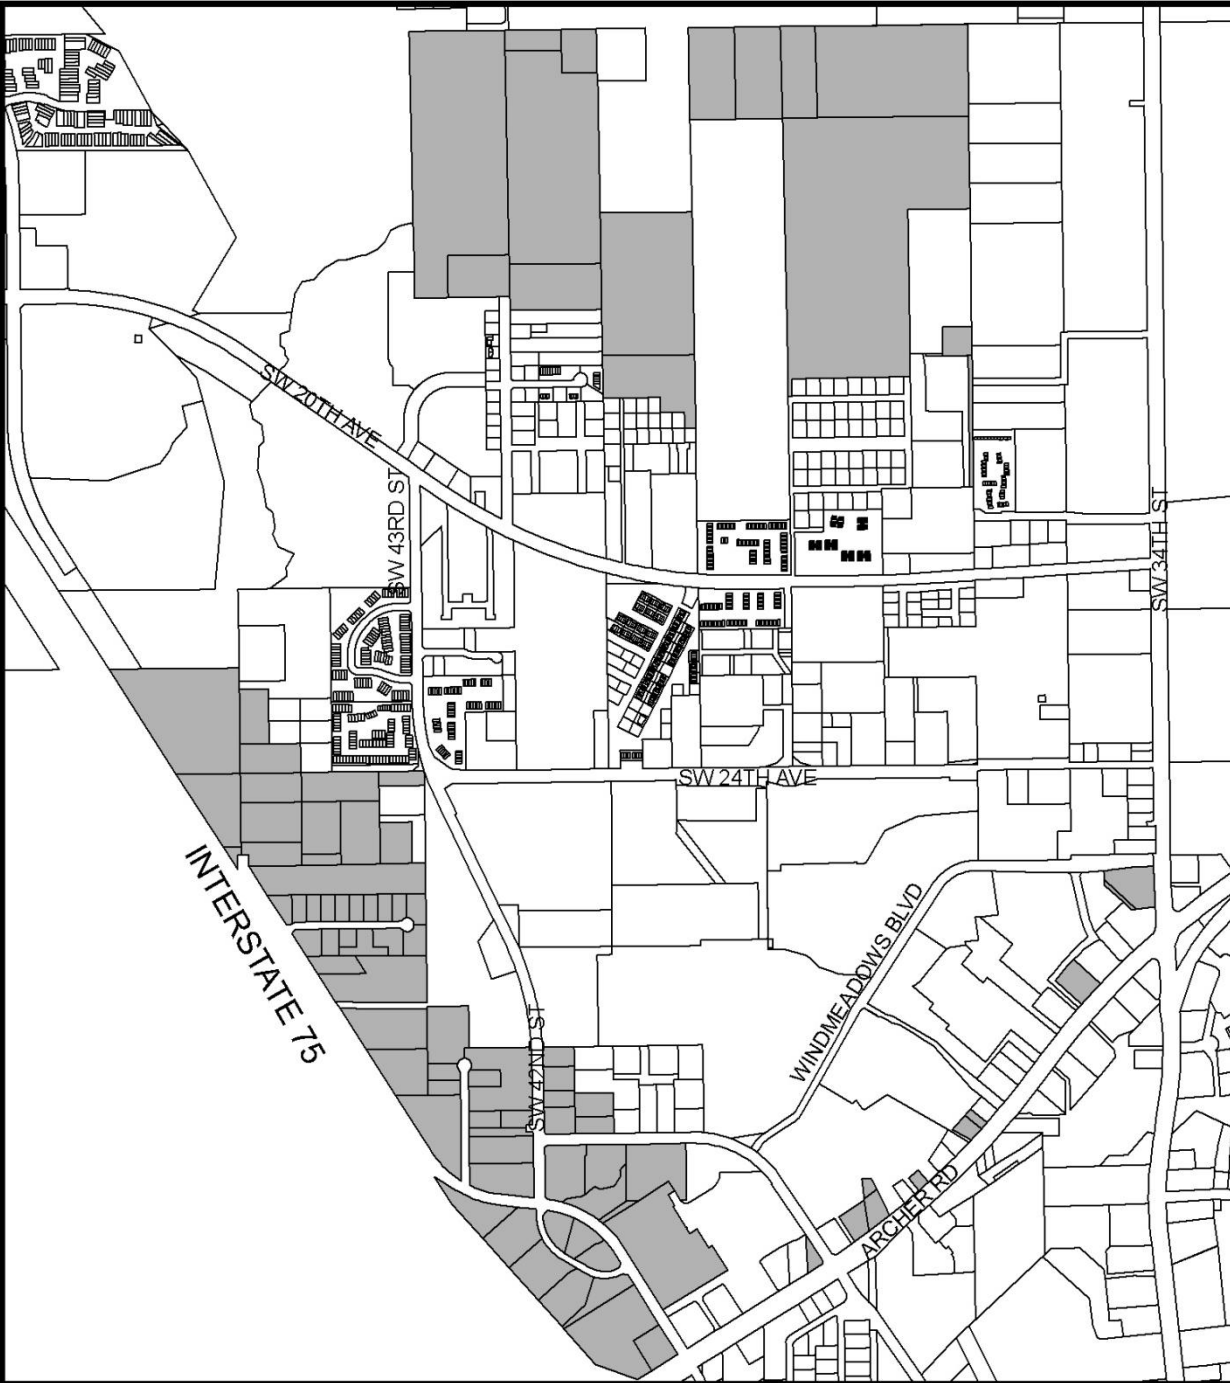 SW 20TH AVE
SW 43RD ST
SW 34TH ST
SW 24TH AVE
INTERSTATE 75
WINDMEADOWS BLVD
SW 42ND ST
ARCHER RD